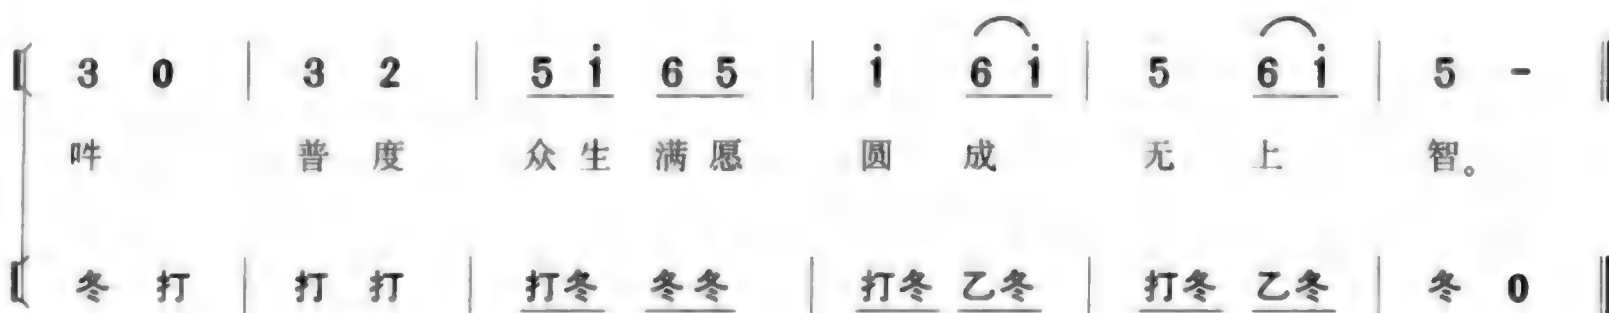 3 0 | 3 2 | 5 i 6 5 | i 6 i | 5 6 i | 5 -
吽 普度 众生满愿 圆成 无上 智。
冬 打 | 打 打 | 打冬 冬冬 | 打冬 乙冬 | 打冬 乙冬 | 冬 0